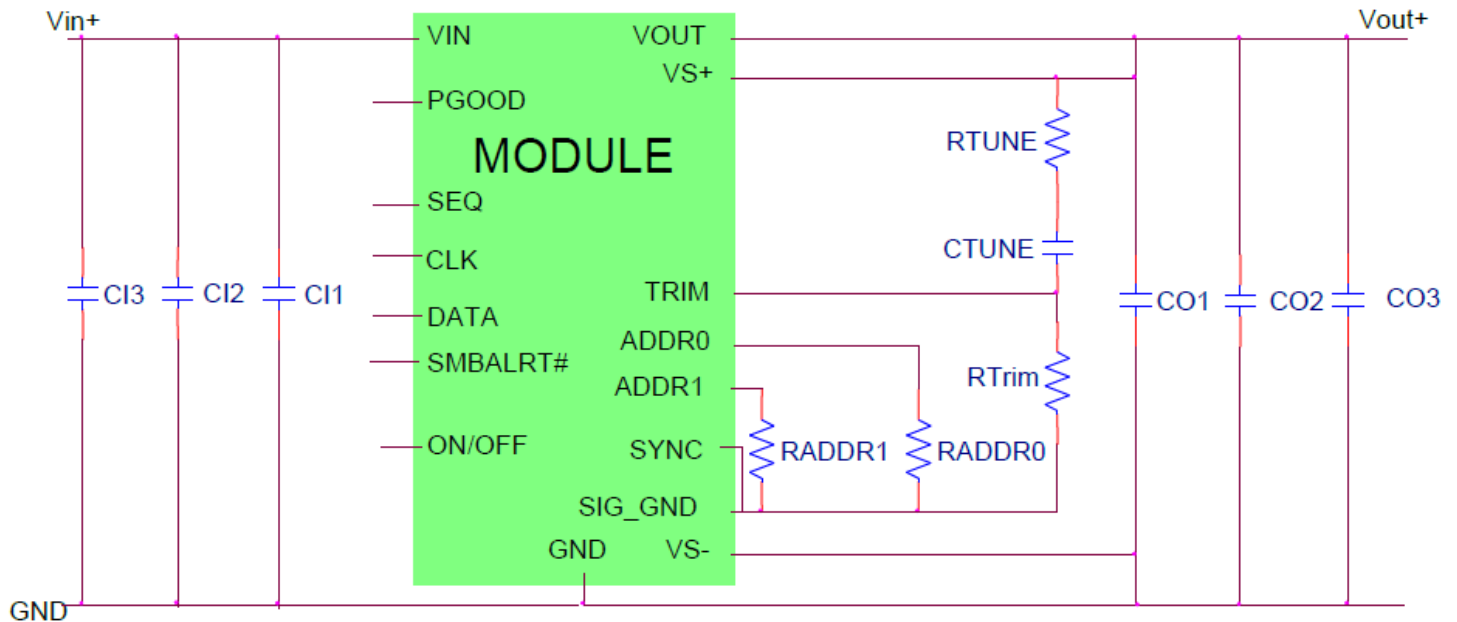 Vin+
Vout+
VIN
VOUT
VS+
PGOOD
MODULE
RTUNE
SEQ
CTUNE
CLK
TRIM
CI3
CI2
CI1
CO1
CO2
CO3
DATA
ADDR0
SMBALRT#
ADDR1
RTrim
ON/OFF
SYNC
RADDR1
RADDR0
SIG_GND
GND
VS-
GND